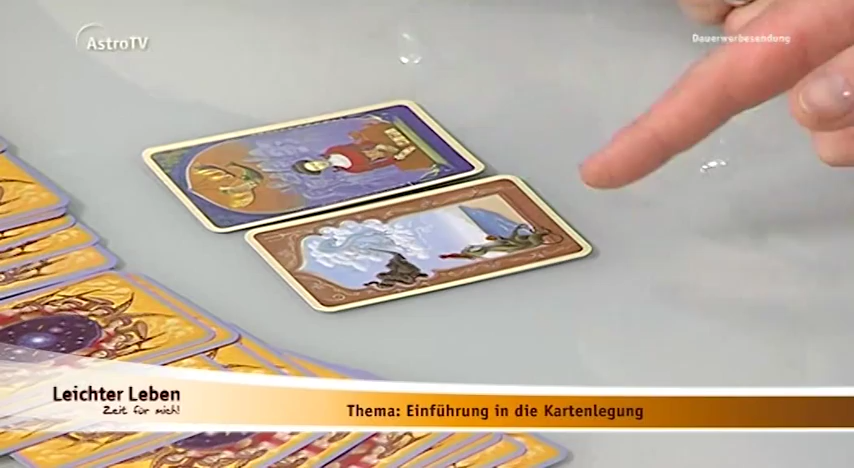 AstroTV
Dauerwerbesendung
Leichter Leben
Zeit für mich!
Thema: Einführung in die Kartenlegung